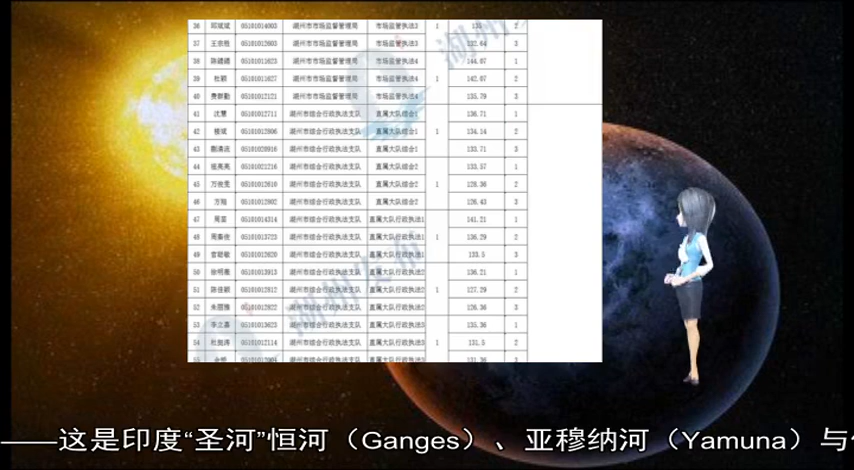 36 05101014003 湖州市市场监督管理局 市场监管执法3 1 135 2
37 王宗胜 05101012603 湖州市市场监督管理局 市场监管执法3 132.64 3
38 05101011623 湖州市市场监督管理局 市场监管执法4 144.07 1
39 杜颖 05101011627 湖州市市场监督管理局 市场监管执法4 1 142.07 2
40 05101012121 湖州市市场监督管理局 市场监管执法4 135.79 3
41 沈慧 05101012711 湖州市综合行政执法支队 直属大队综合1 136.71 1
42 楼斌 05101012806 湖州市综合行政执法支队 直属大队综合1 1 134.14 2
43 05101020916 湖州市综合行政执法支队 直属大队综合1 133.71 3
44 05101021216 湖州市综合行政执法支队 直属大队综合2 133.57 1
45 05101012610 湖州市综合行政执法支队 直属大队综合2 1 128.36 2
46 方旭 05101012902 湖州市综合行政执法支队 直属大队综合2 126.43 3
47 05101014314 湖州市综合行政执法支队 直属大队行政执法1 141.21 1
48 05101013723 湖州市综合行政执法支队 直属大队行政执法1 1 136.29 2
49 05101012620 湖州市综合行政执法支队 直属大队行政执法1 133.5 3
50 05101013913 湖州市综合行政执法支队 直属大队行政执法2 136.21 1
51 陈佳颖 05101012812 湖州市综合行政执法支队 直属大队行政执法2 1 127.29 2
52 朱丽雅 05101012822 湖州市综合行政执法支队 直属大队行政执法2 126.36 3
53 05101013623 湖州市综合行政执法支队 直属大队行政执法3 135.36 1
54 05101012114 湖州市综合行政执法支队 直属大队行政执法3 1 131.5 2
湖州发布
——这是印度“圣河”恒河（Ganges）、亚穆纳河（Yamuna）与